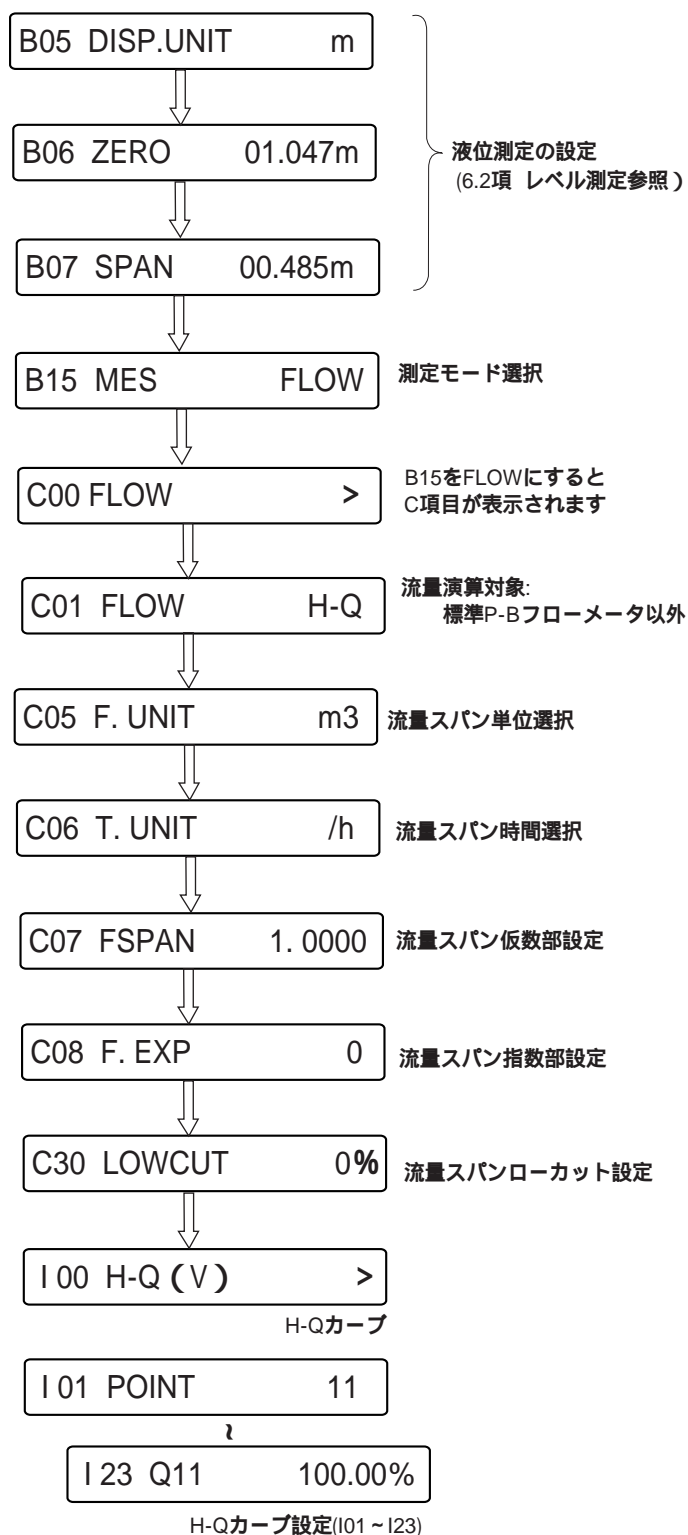 B05 DISP.UNIT m
B06 ZERO 01.047m
液位測定の設定
(6.2項 レベル測定参照)
B07 SPAN 00.485m
B15 MES FLOW
測定モード選択
C00 FLOW >
B15をFLOWにすると
C項目が表示されます
C01 FLOW H-Q
流量演算対象:
標準P-Bフローメータ以外
C05 F. UNIT m3
流量スパン単位選択
C06 T. UNIT /h
流量スパン時間選択
C07 FSPAN 1. 0000
流量スパン仮数部設定
C08 F. EXP 0
流量スパン指数部設定
C30 LOWCUT 0%
流量スパンローカット設定
I 00 H-Q (V) >
H-Qカーブ
I 01 POINT 11
~
I 23 Q11 100.00%
H-Qカーブ設定(I01~I23)